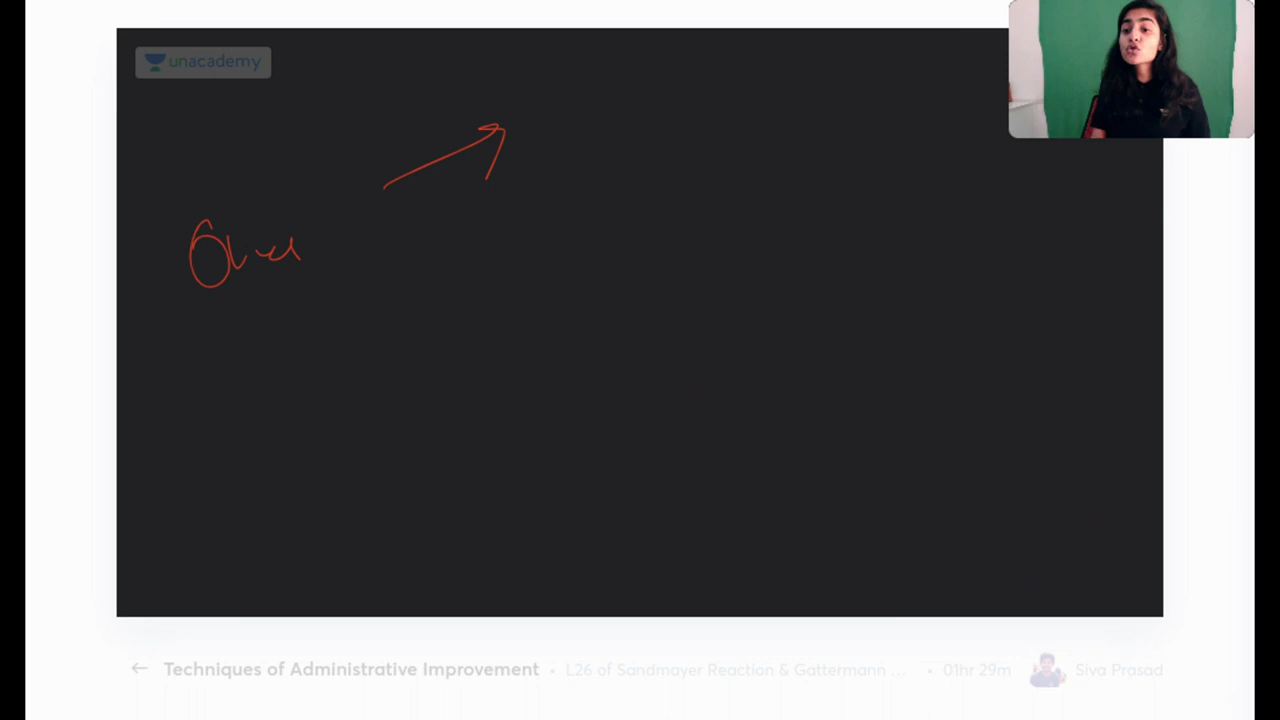 unacademy
Techniques of Administrative Improvement • L26 of Sandmayer Reaction & Gattermann ... • 01hr 29m Siva Prasad